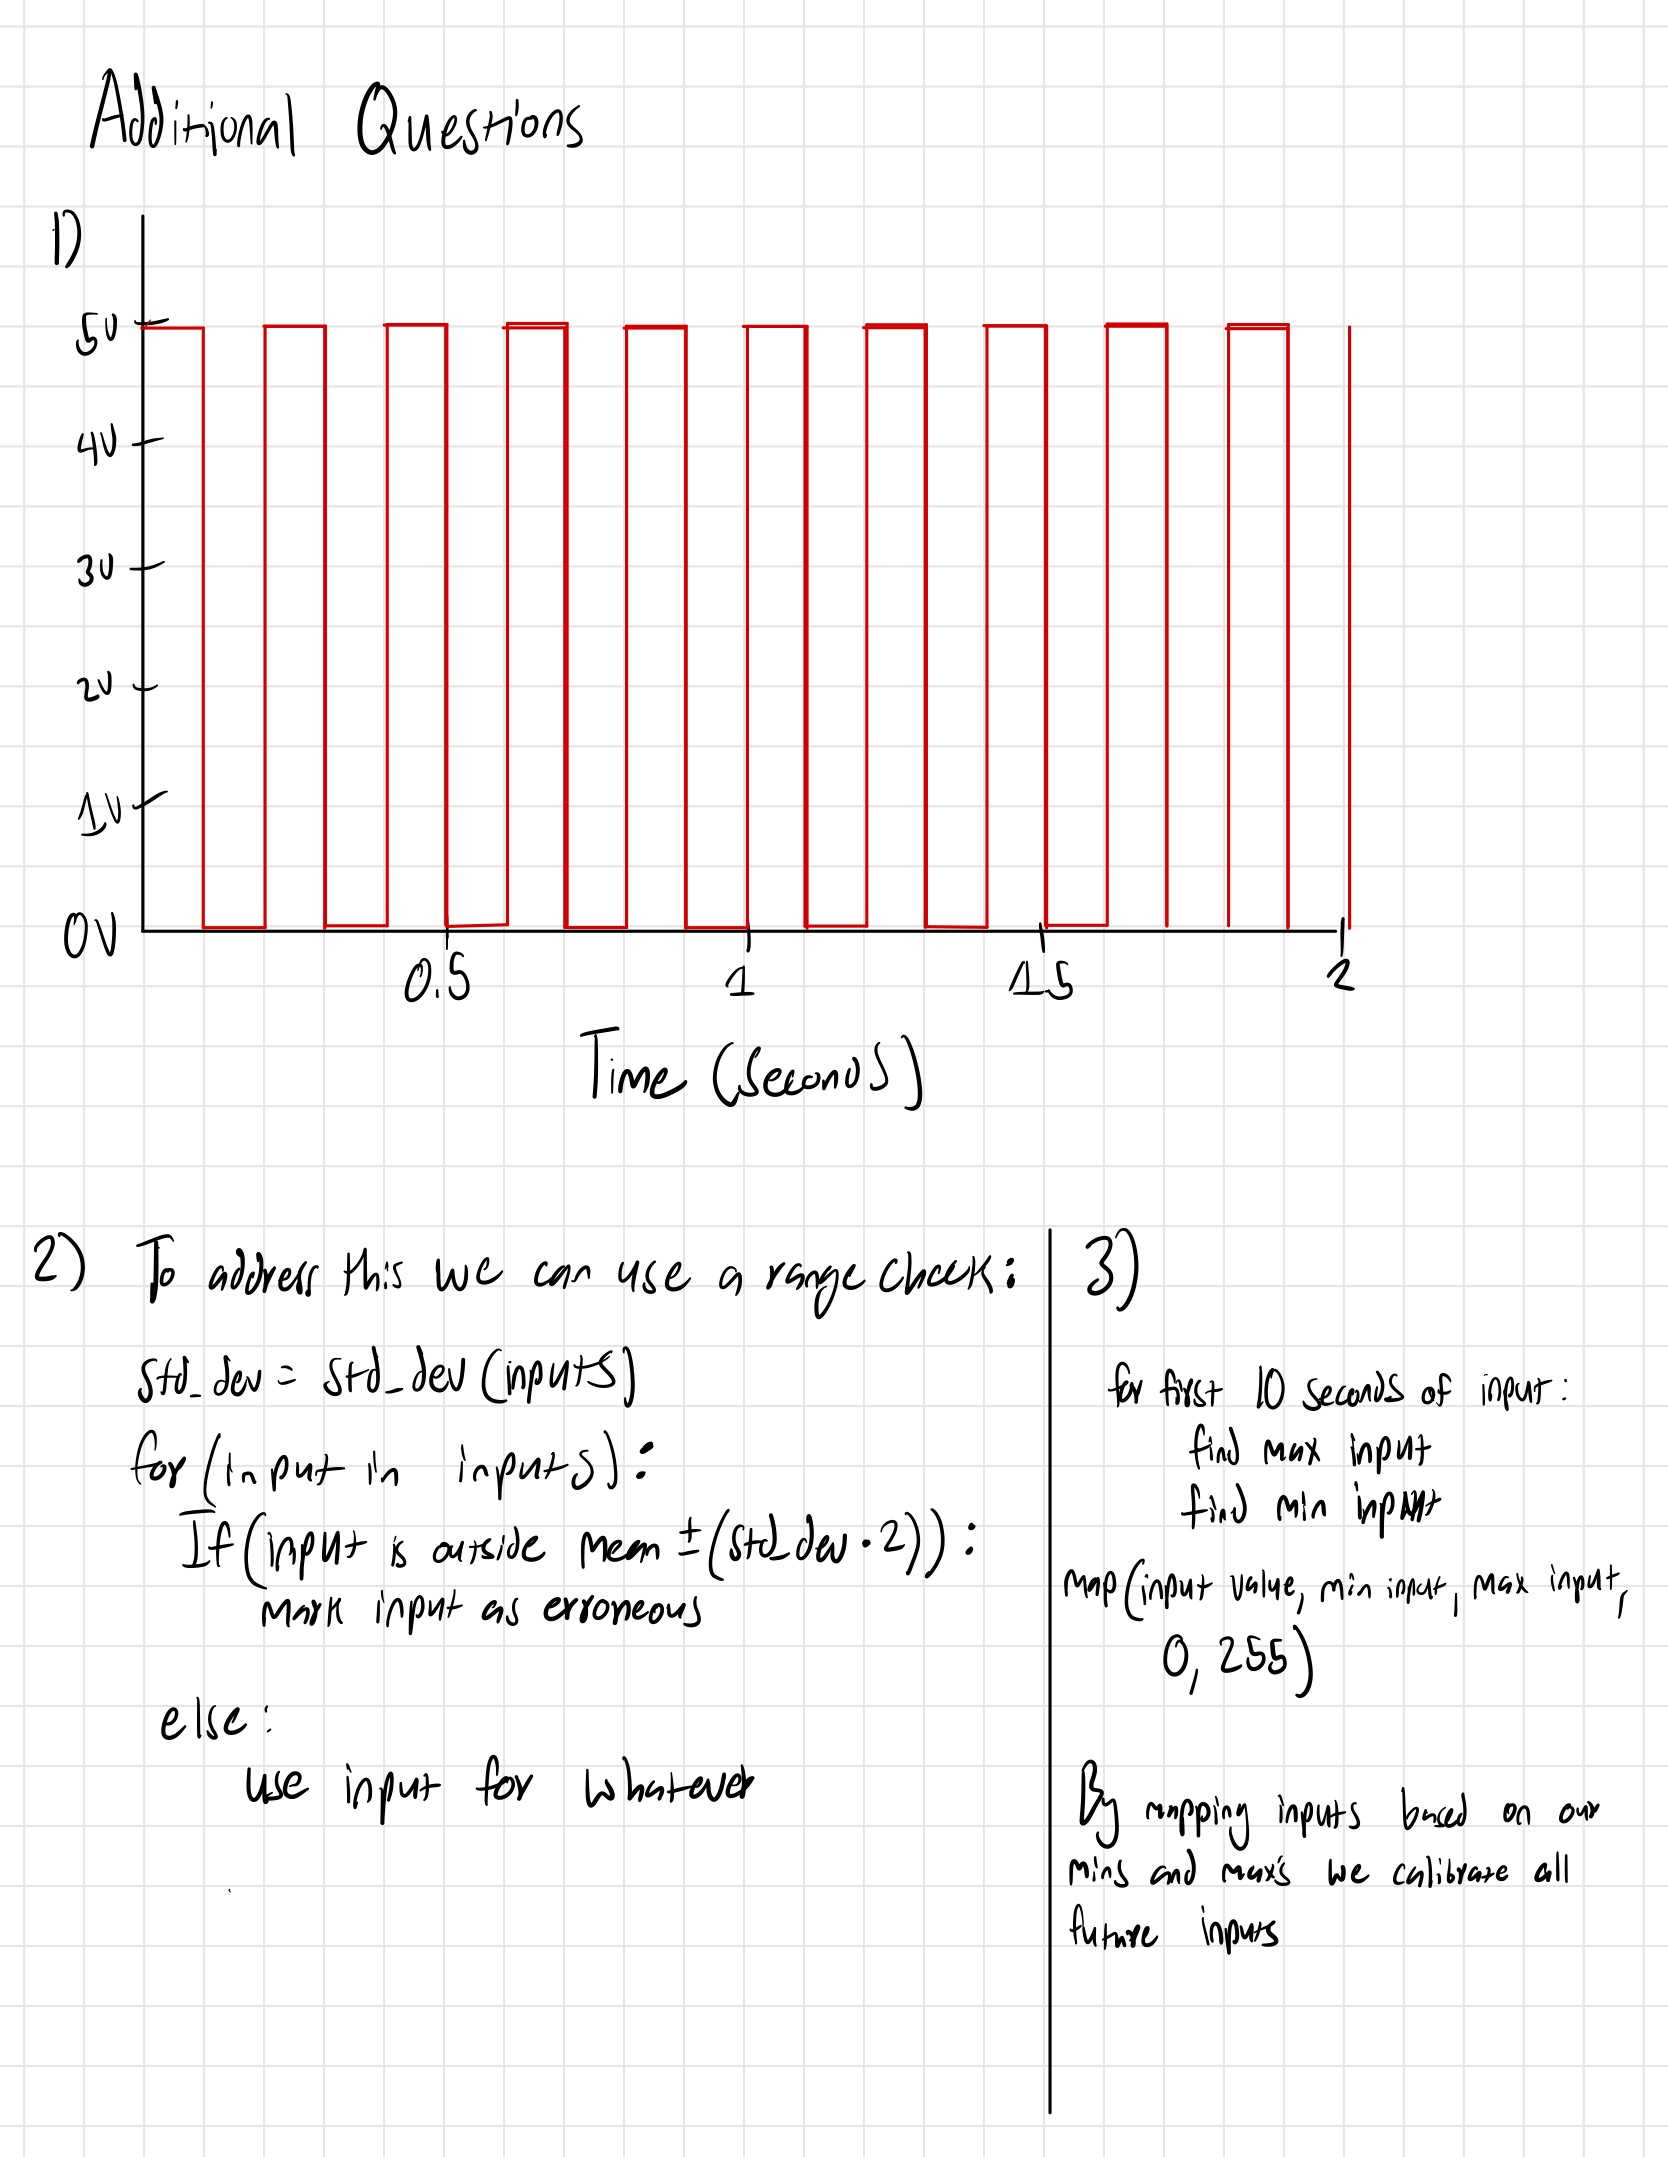 Additional Questions
1)
5V
4V
3V
2V
1V
0V
0.5 1 1.5 2
Time (Seconds)
2) To address this we can use a range check:
std_dev = std_dev (inputs)
for (input in inputs):
If (input is outside mean ± (std_dev · 2)):
mark input as erroneous
else:
use input for whatever
3)
for first 10 seconds of input:
find max input
find min input
map (input value, min input, max input,
0, 255)
By mapping inputs based on our
mins and max's we calibrate all
future inputs